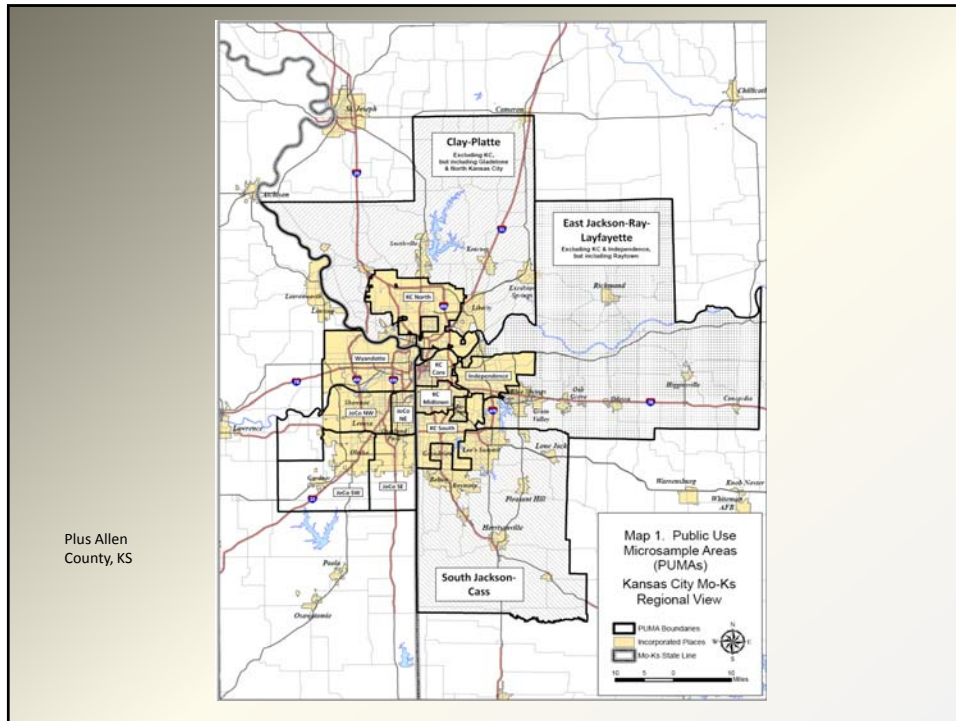 St. Joseph
Cameron
Chillicothe
Clay-Platte
Excluding KC,
but including Gladstone
& North Kansas City
Atchison
East Jackson-Ray-
Layfayette
Excluding KC & Independence,
but including Raytown
Smithville
Kearney
Excelsior
Springs
Richmond
Leavenworth
Lansing
KC North
Liberty
Wyandotte
KC
Core
Independence
Blue Springs
Oak
Grove
Odessa
Higginsville
Concordia
Grain
Valley
Shawnee
JoCo NW
Lenexa
JoCo
NE
KC
Midtown
KC South
Lawrence
Olathe
Grandview
Lee's Summit
Lone Jack
Gardner
JoCo SW
JoCo SE
Belton
Raymore
Pleasant Hill
Warrensburg
Knob Noster
Whiteman
AFB
Harrisonville
Paola
Osawatomie
South Jackson-
Cass
Plus Allen
County, KS
Map 1. Public Use
Microsample Areas
(PUMAs)
Kansas City Mo-Ks
Regional View
PUMA Boundaries
Incorporated Places
Mo-Ks State Line
N
W
E
S
10 5 0 10
Miles